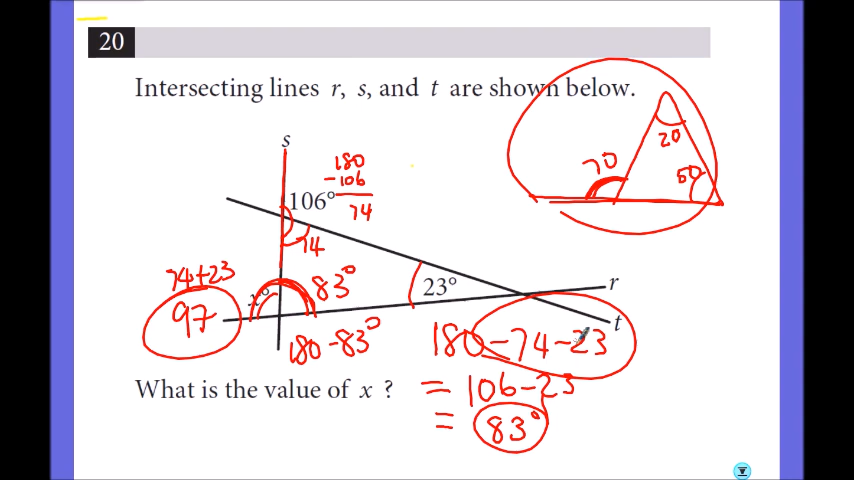 20
Intersecting lines r, s, and t are shown below.
s
180
-106
74
106°
74
70
20
50
74+23
97
x°
83°
23°
r
t
180-83°
180-74-23
What is the value of x ?
= 106-23
= 83°